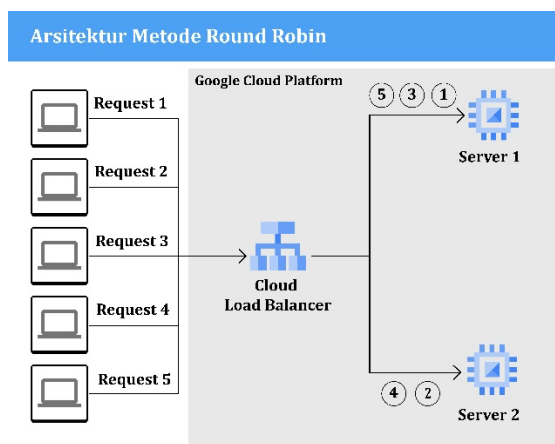 Arsitektur Metode Round Robin
Google Cloud Platform
Request 1
Request 2
Request 3
Request 4
Request 5
Cloud
Load Balancer
5 3 1
Server 1
4 2
Server 2